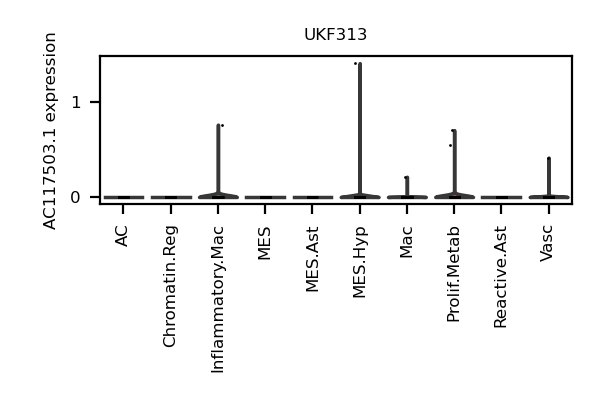 UKF313
AC117503.1 expression
1
0
AC
Chromatin.Reg
Inflammatory.Mac
MES
MES.Ast
MES.Hyp
Mac
Prolif.Metab
Reactive.Ast
Vasc